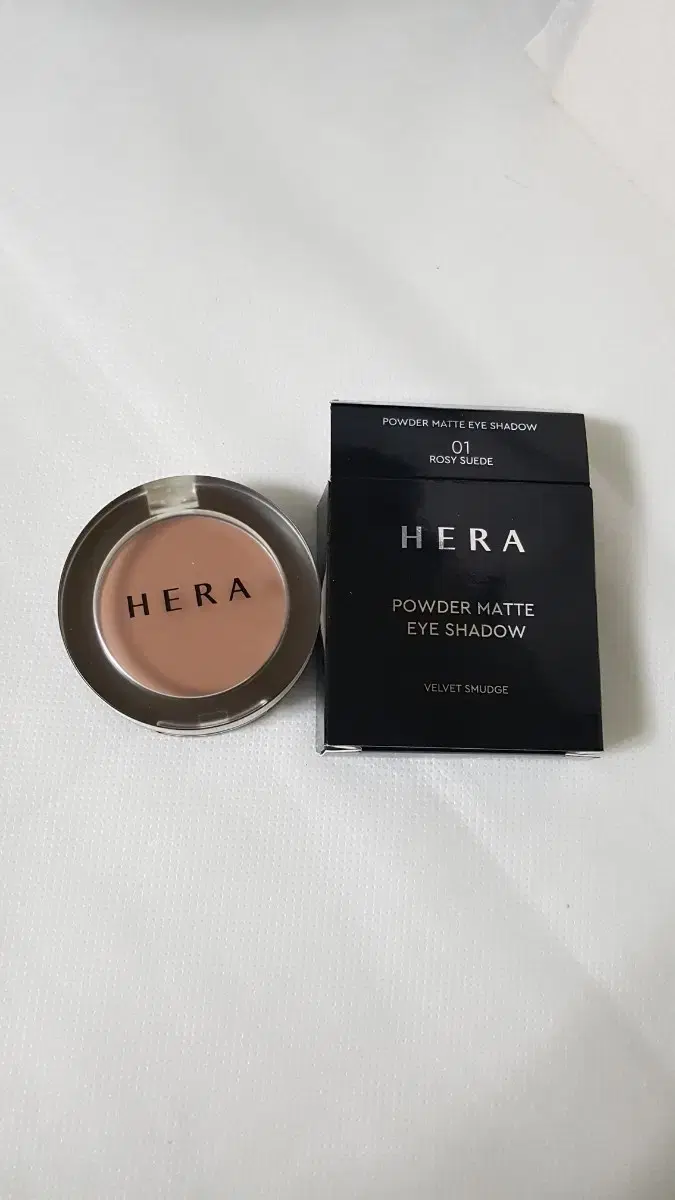 HERA
POWDER MATTE EYE SHADOW
01
ROSY SUEDE
HERA
POWDER MATTE
EYE SHADOW
VELVET SMUDGE